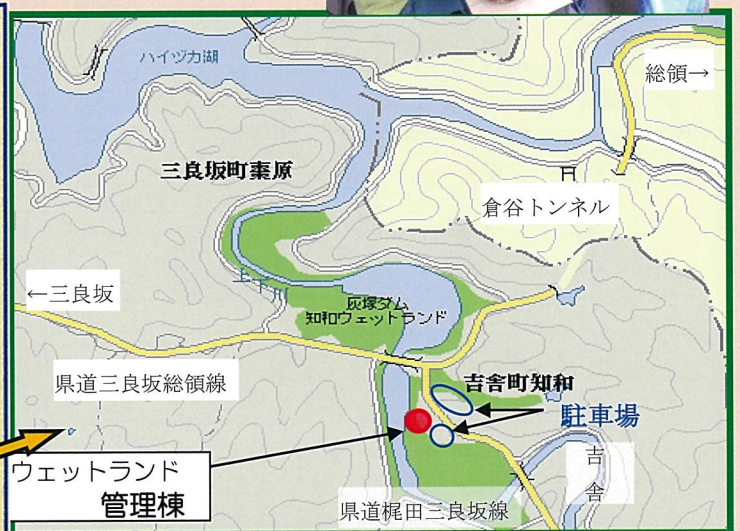 ハイヅカ湖
総領→
三良坂町棗原
倉谷トンネル
上下川
←三良坂
灰塚ダム
知和ウェットランド
県道三良坂総領線
吉舎町知和
駐車場
ウェットランド
管理棟
吉
舎
県道梶田三良坂線